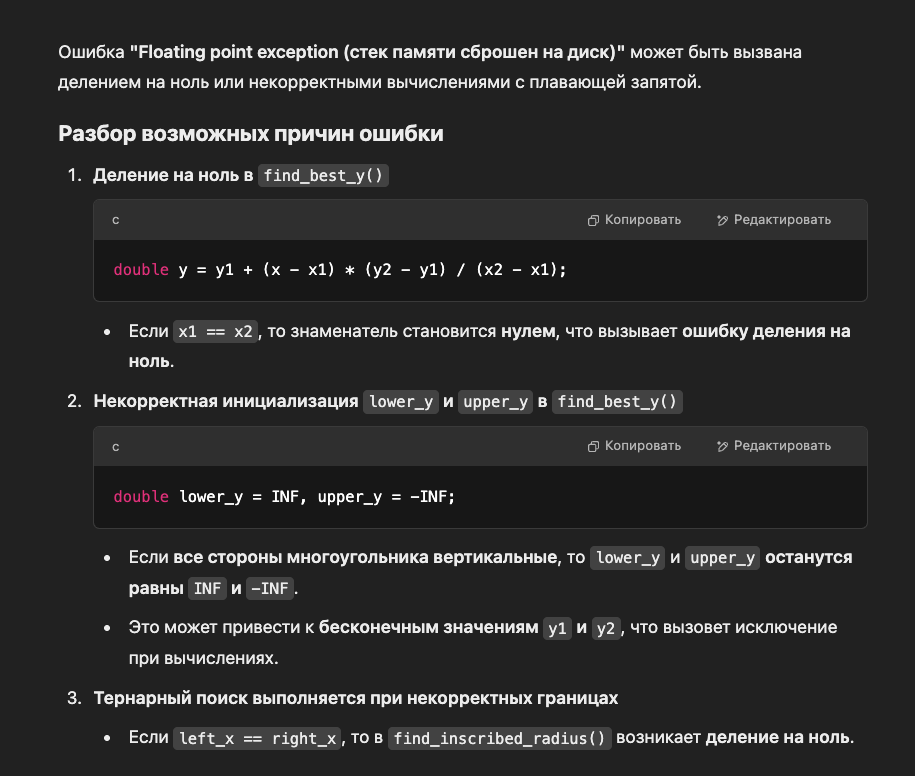 Ошибка "Floating point exception (стек памяти сброшен на диск)" может быть вызвана
делением на ноль или некорректными вычислениями с плавающей запятой.
Разбор возможных причин ошибки
1. Деление на ноль в find_best_y()
c Копировать Редактировать
double y = y1 + (x - x1) * (y2 - y1) / (x2 - x1);
• Если x1 == x2, то знаменатель становится нулем, что вызывает ошибку деления на
ноль.
2. Некорректная инициализация lower_y и upper_y в find_best_y()
c Копировать Редактировать
double lower_y = INF, upper_y = -INF;
• Если все стороны многоугольника вертикальные, то lower_y и upper_y останутся
равны INF и -INF.
• Это может привести к бесконечным значениям y1 и y2, что вызовет исключение
при вычислениях.
3. Тернарный поиск выполняется при некорректных границах
• Если left_x == right_x, то в find_inscribed_radius() возникает деление на ноль.